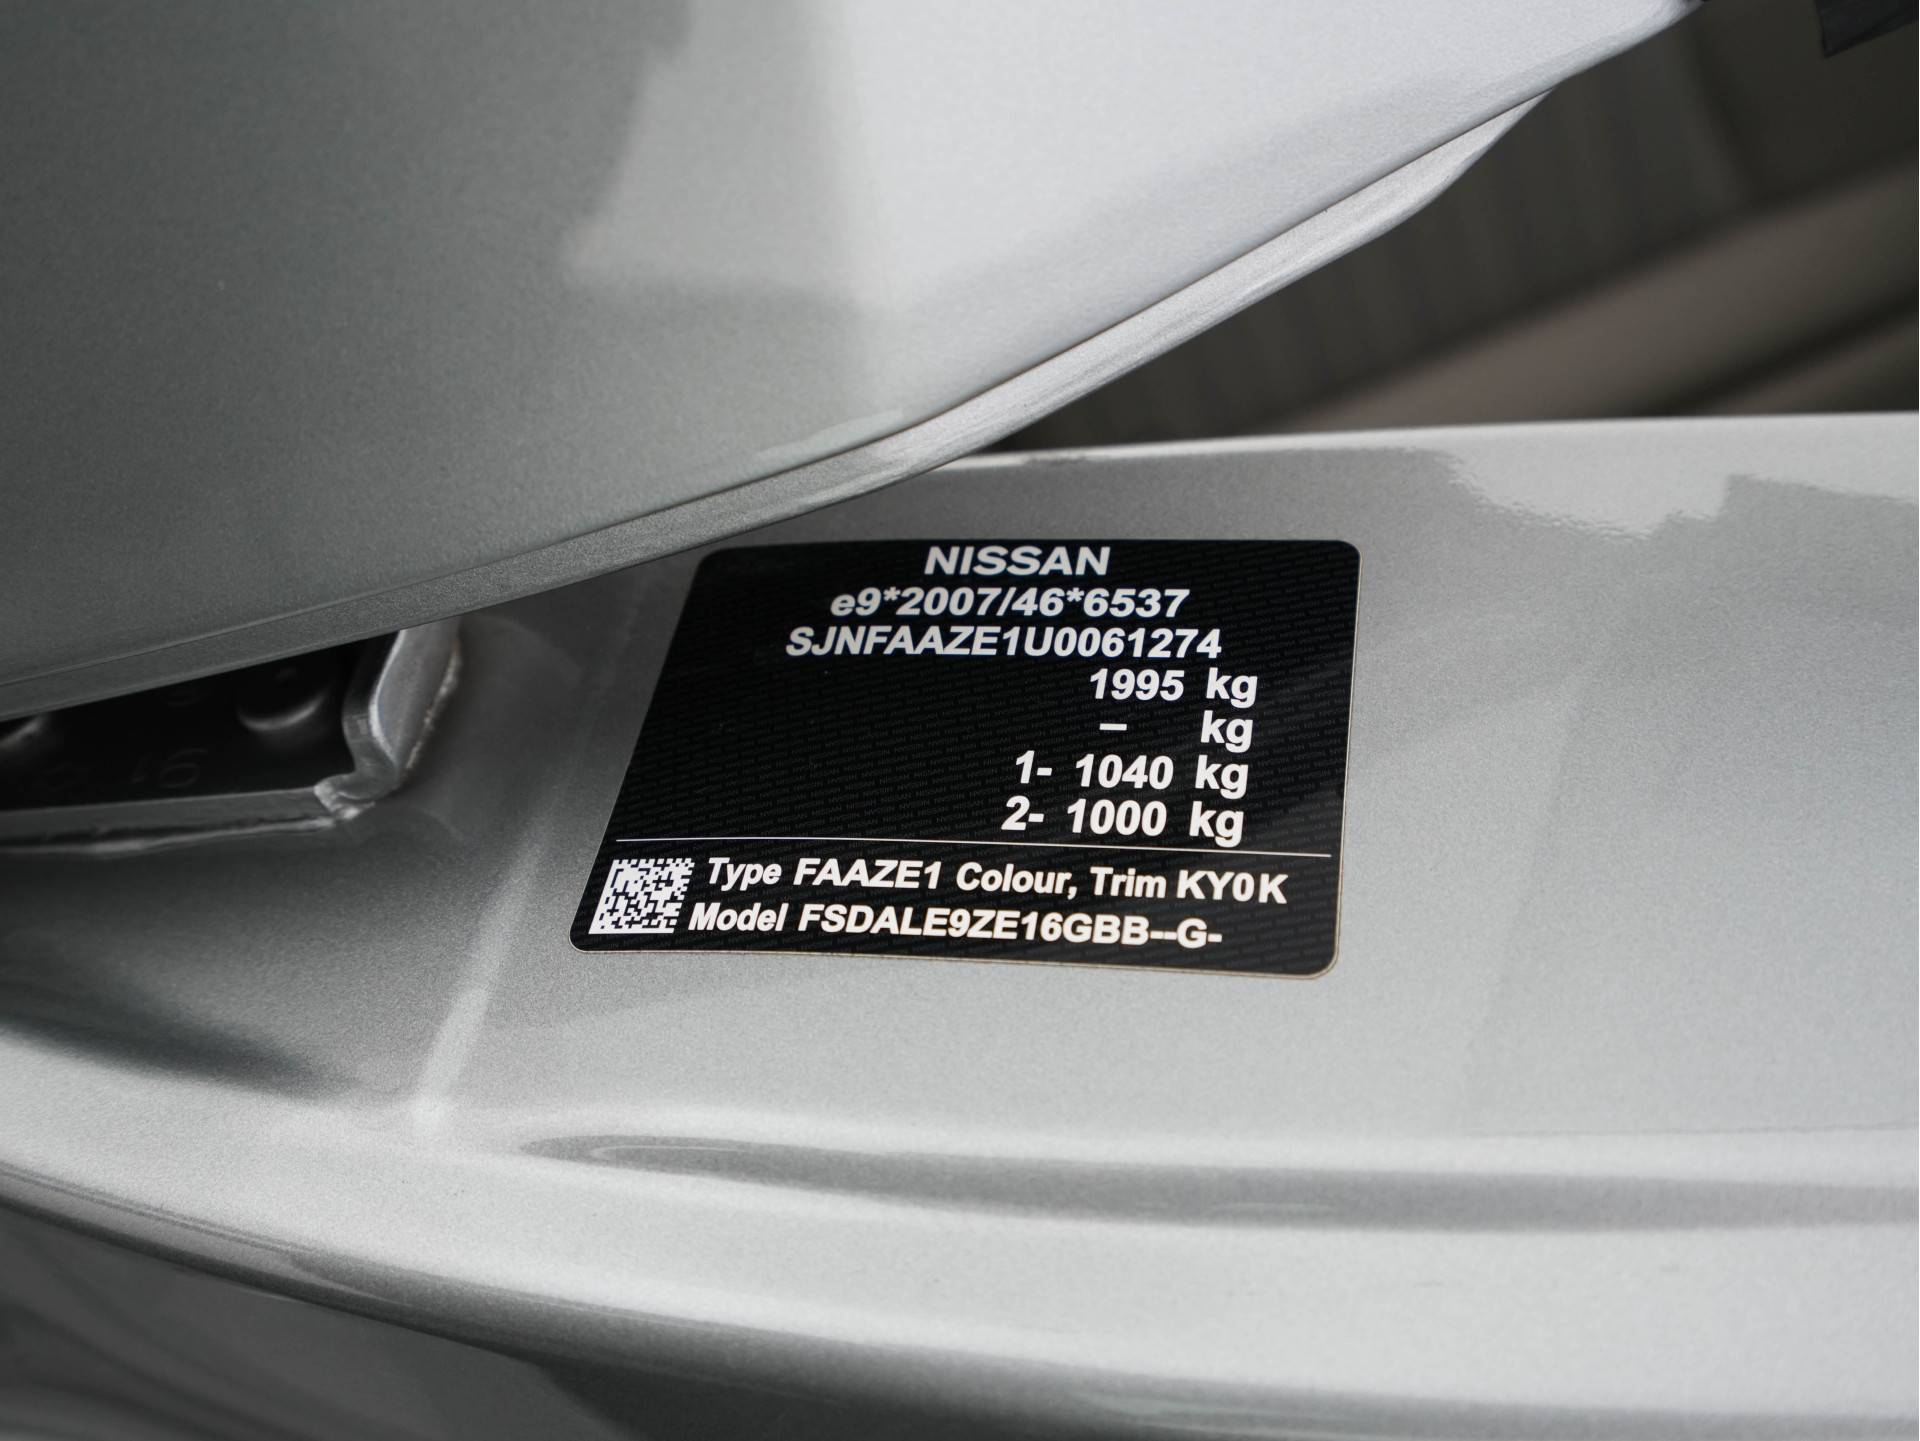 NISSAN
e9*2007/46*6537
SJNFAAZE1U0061274
1995 kg
– kg
1- 1040 kg
2- 1000 kg
Type FAAZE1 Colour, Trim KY0 K
Model FSDALE9ZE16GBB--G-